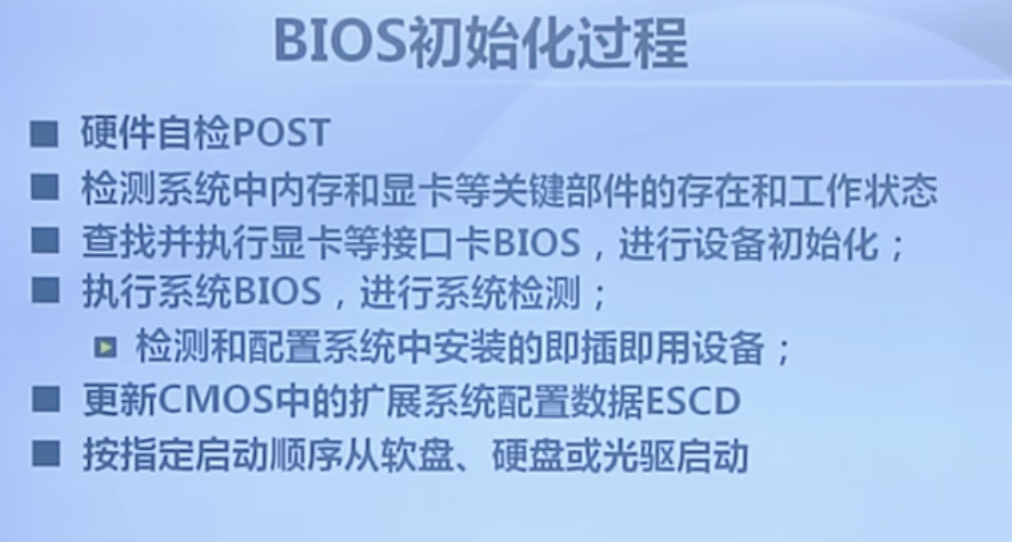 BIOS初始化过程
硬件自检POST
检测系统中内存和显卡等关键部件的存在和工作状态
查找并执行显卡等接口卡BIOS，进行设备初始化；
执行系统BIOS，进行系统检测；
检测和配置系统中安装的即插即用设备；
更新CMOS中的扩展系统配置数据ESCD
按指定启动顺序从软盘、硬盘或光驱启动